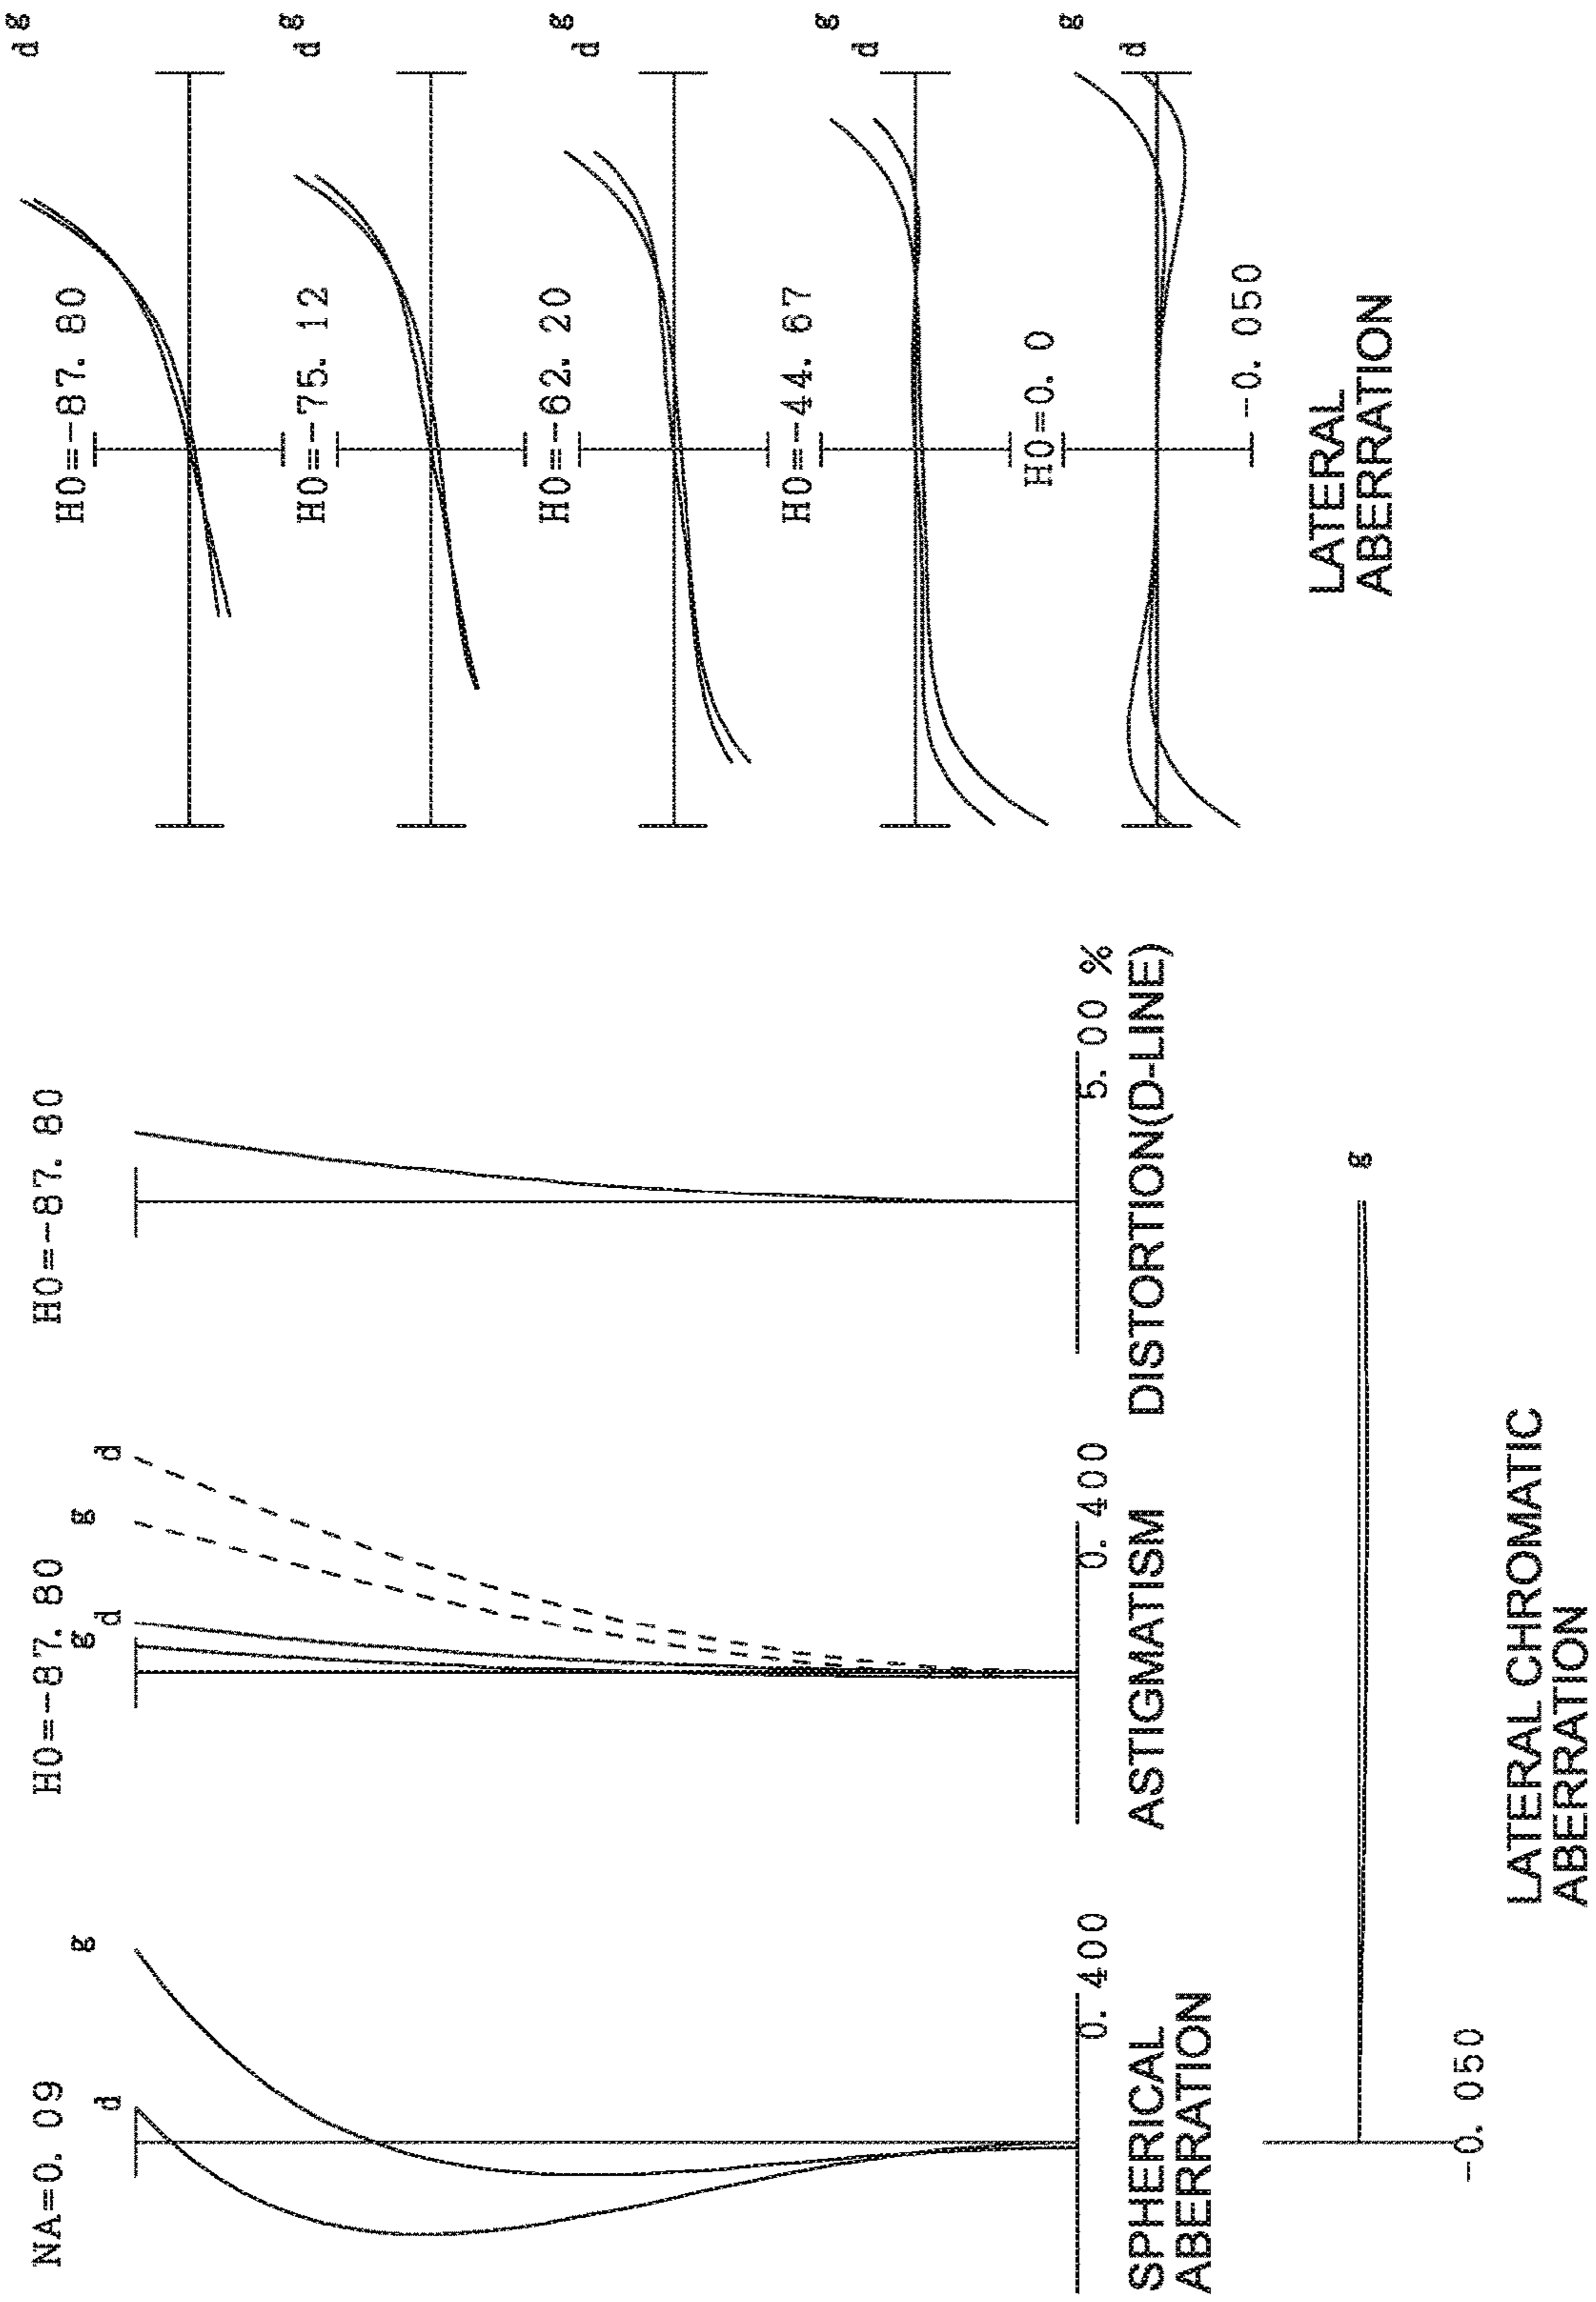 NA=0. 09
d
g
0. 400
SPHERICAL
ABERRATION
H0=-87. 80
g
d
g
d
0. 400
ASTIGMATISM
H0=-87. 80
5. 00 %
DISTORTION(D-LINE)
-0. 050
g
LATERAL CHROMATIC
ABERRATION
H0=-87. 80
d
g
H0=-75. 12
d
g
H0=-62. 20
d
g
H0=-44. 67
d
g
H0=0. 0
d
g
-0. 050
LATERAL
ABERRATION